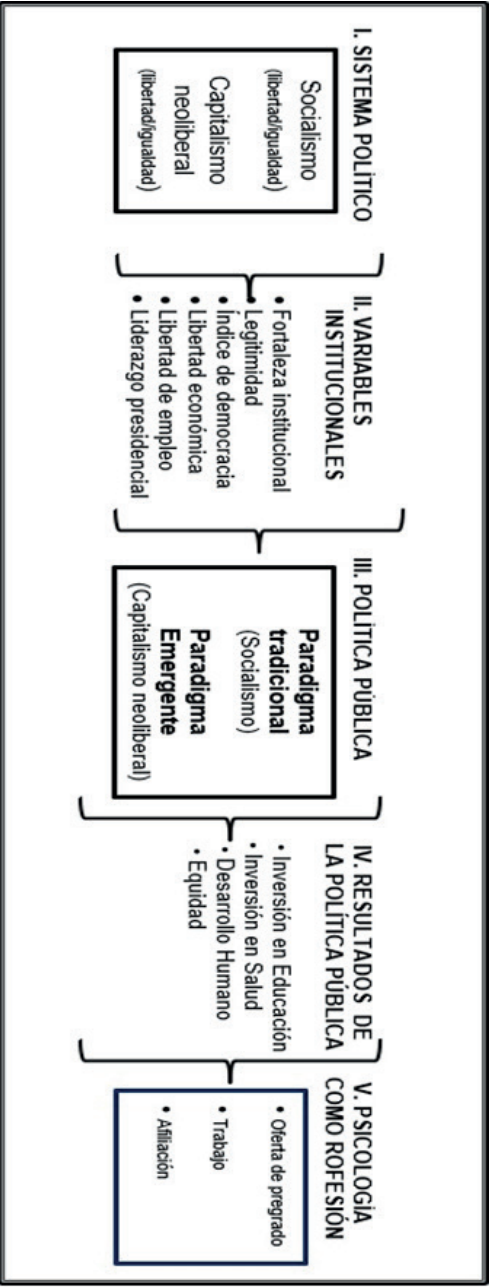 I. SISTEMA POLÍTICO
Socialismo
(libertad/igualdad)
Capitalismo
neoliberal
(libertad/igualdad)
II. VARIABLES
INSTITUCIONALES
• Fortaleza institucional
• Legitimidad
• Índice de democracia
• Libertad económica
• Libertad de empleo
• Liderazgo presidencial
III. POLÍTICA PÚBLICA
Paradigma
tradicional
(Socialismo)
Paradigma
Emergente
(Capitalismo neoliberal)
IV. RESULTADOS DE
LA POLÍTICA PÚBLICA
• Inversión en Educación
• Inversión en Salud
• Desarrollo Humano
• Equidad
V. PSICOLOGÍA
COMO ROFESIÓN
• Oferta de pregrado
• Trabajo
• Afiliación